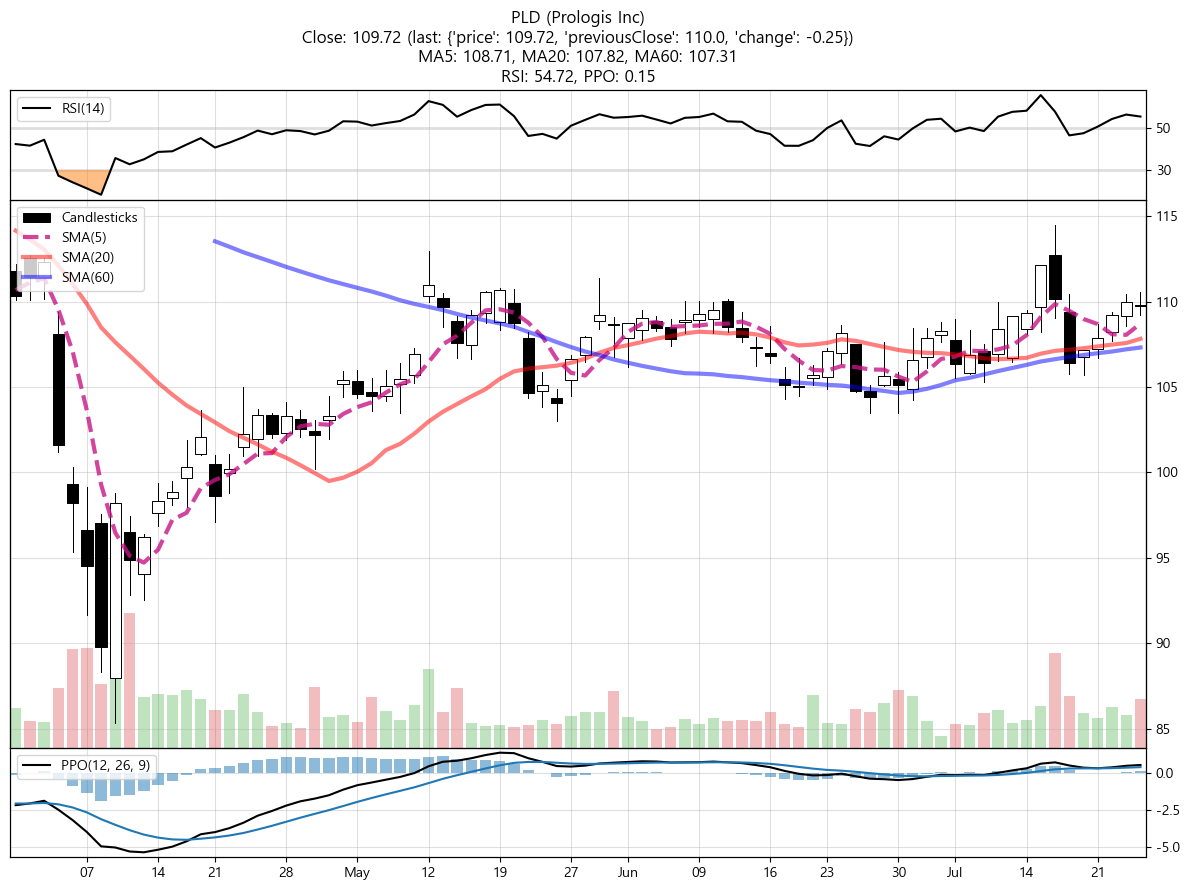 PLD (Prologis Inc)
Close: 109.72 (last: {'price': 109.72, 'previousClose': 110.0, 'change': -0.25})
MA5: 108.71, MA20: 107.82, MA60: 107.31
RSI: 54.72, PPO: 0.15
RSI(14)
50
30
Candlesticks
SMA(5)
SMA(20)
SMA(60)
115
110
105
100
95
90
85
PPO(12, 26, 9)
0.0
-2.5
-5.0
07 14 21 28 May 12 19 27 Jun 09 16 23 30 Jul 14 21